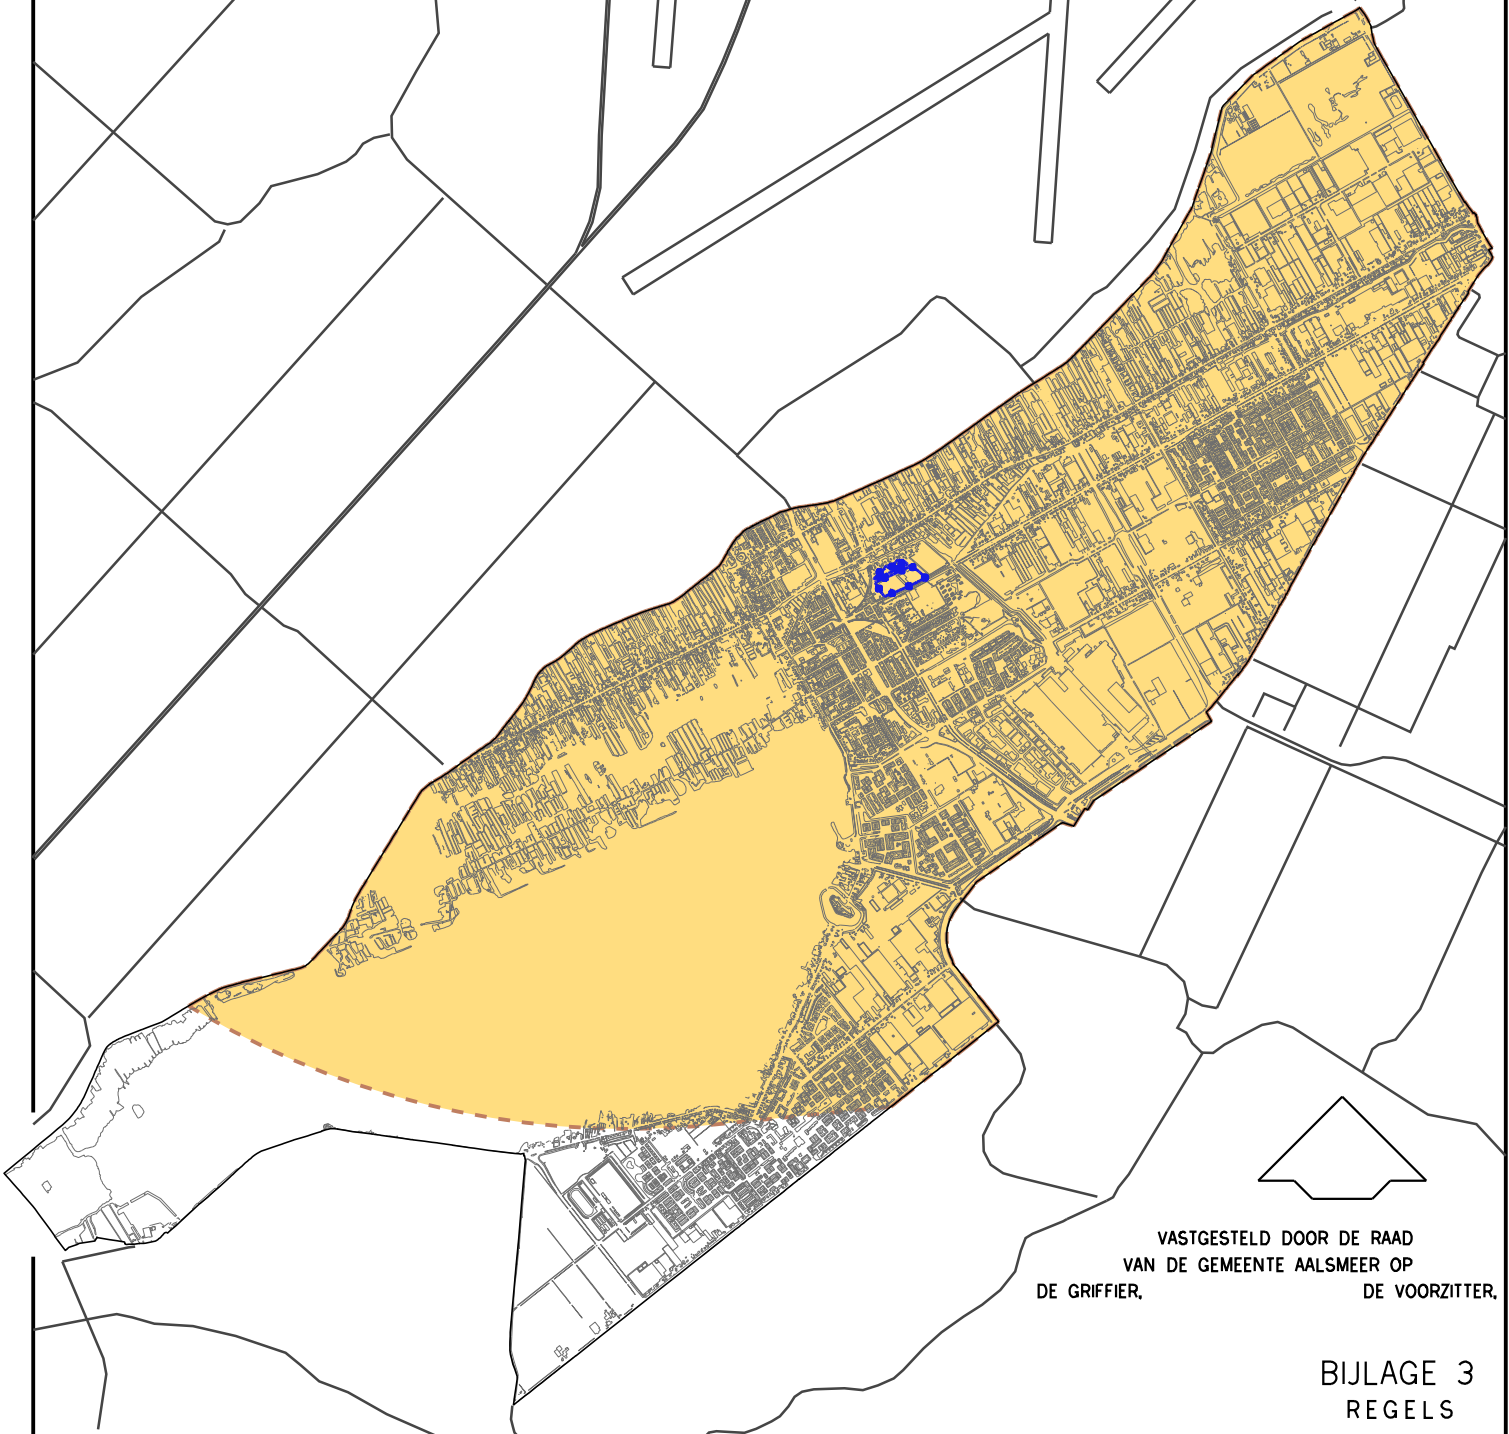 VASTGESTELD DOOR DE RAAD
VAN DE GEMEENTE AALSMEER OP
DE GRIFFIER, DE VOORZITTER,
BIJLAGE 3
REGELS